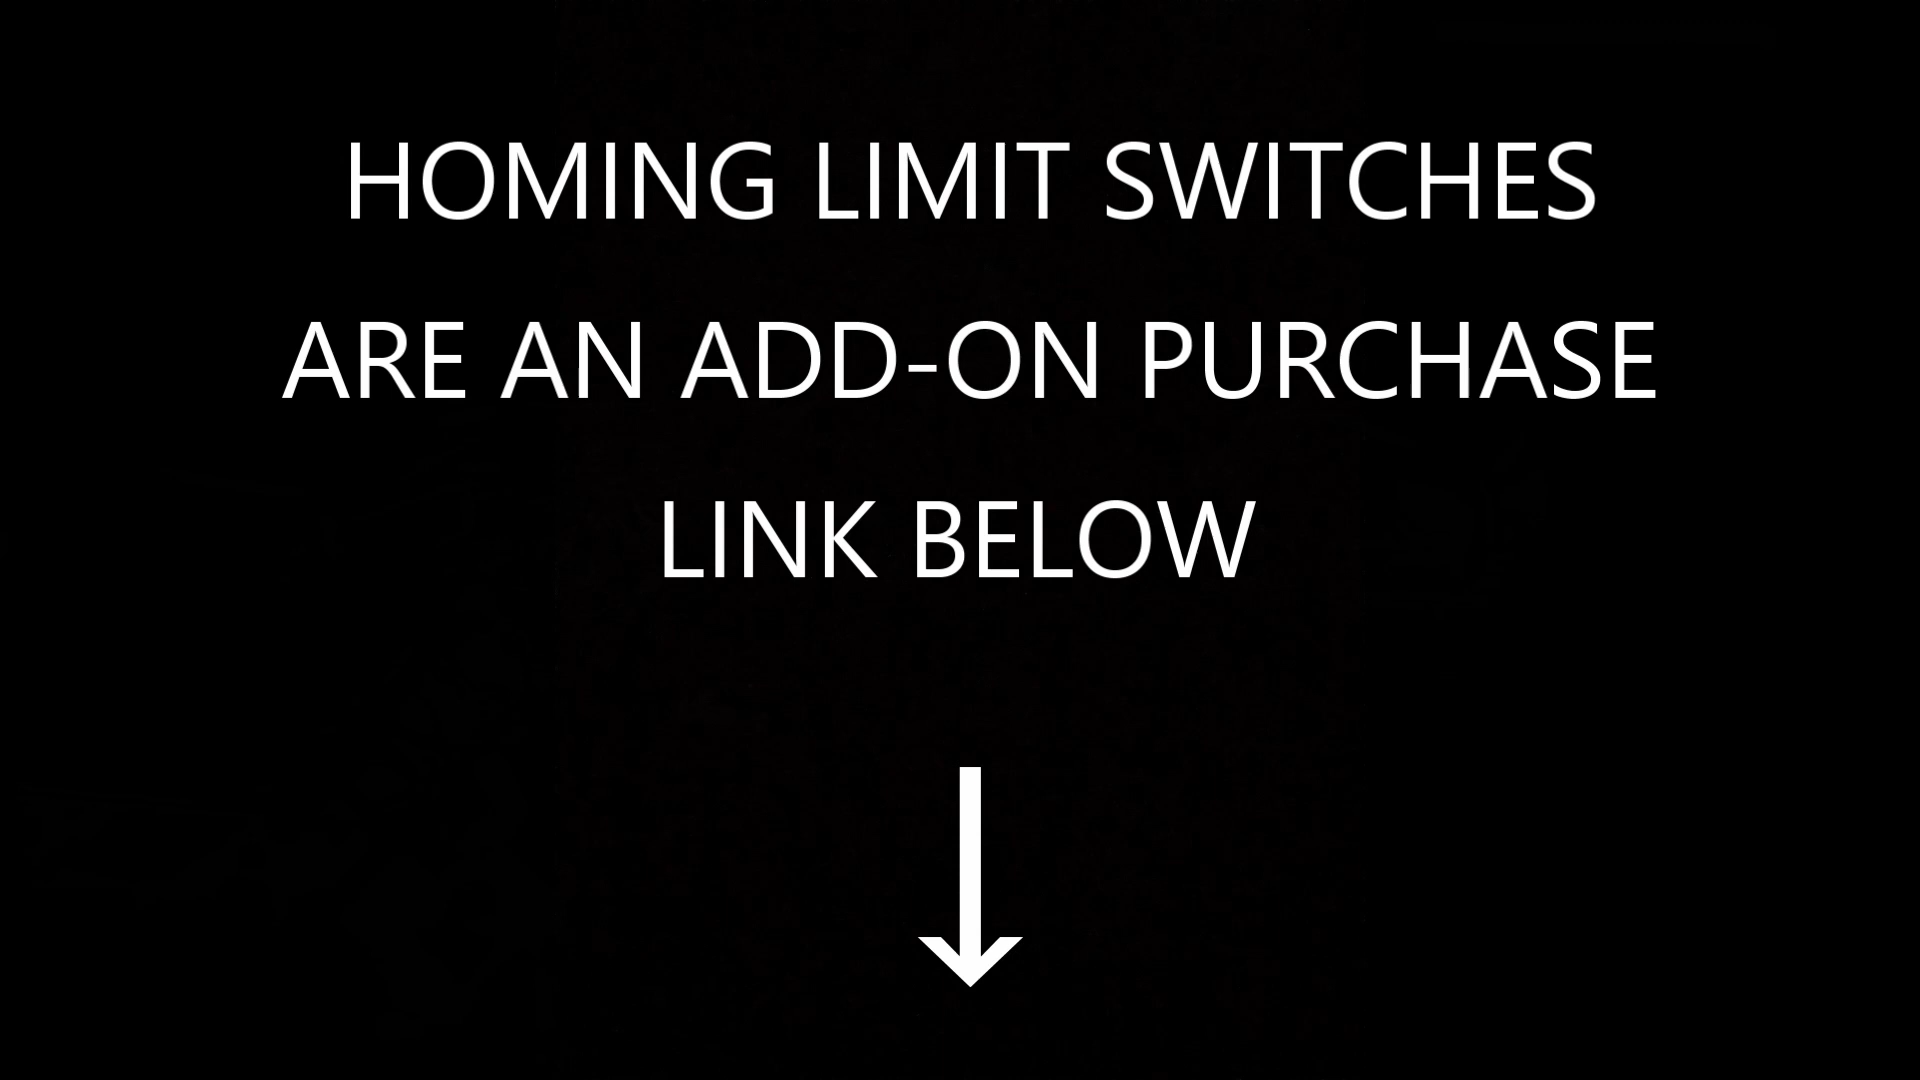 HOMING LIMIT SWITCHES
ARE AN ADD-ON PURCHASE
LINK BELOW